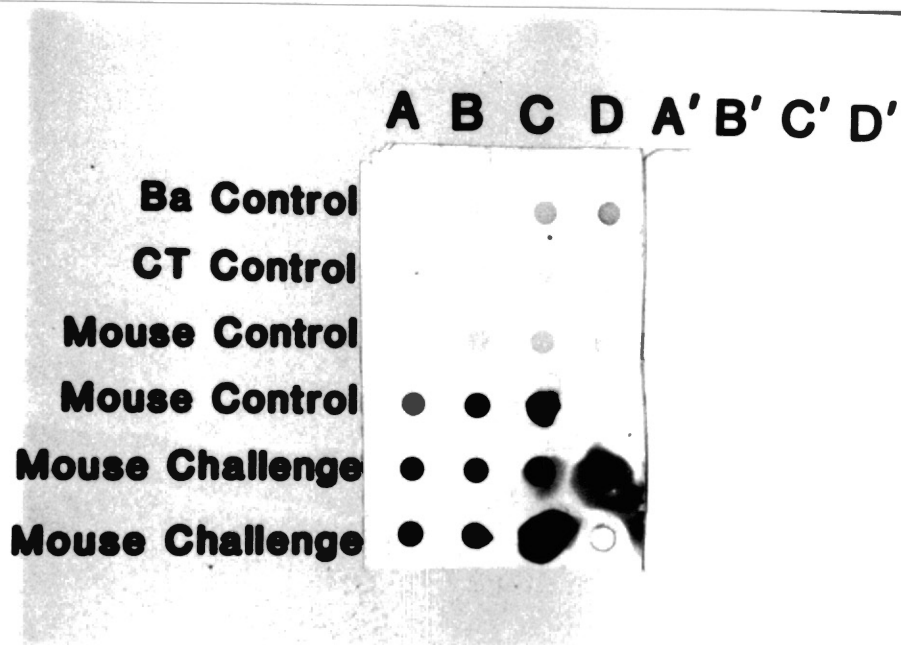 A B C D A' B' C' D'
Ba Control
CT Control
Mouse Control
Mouse Control
Mouse Challenge
Mouse Challenge